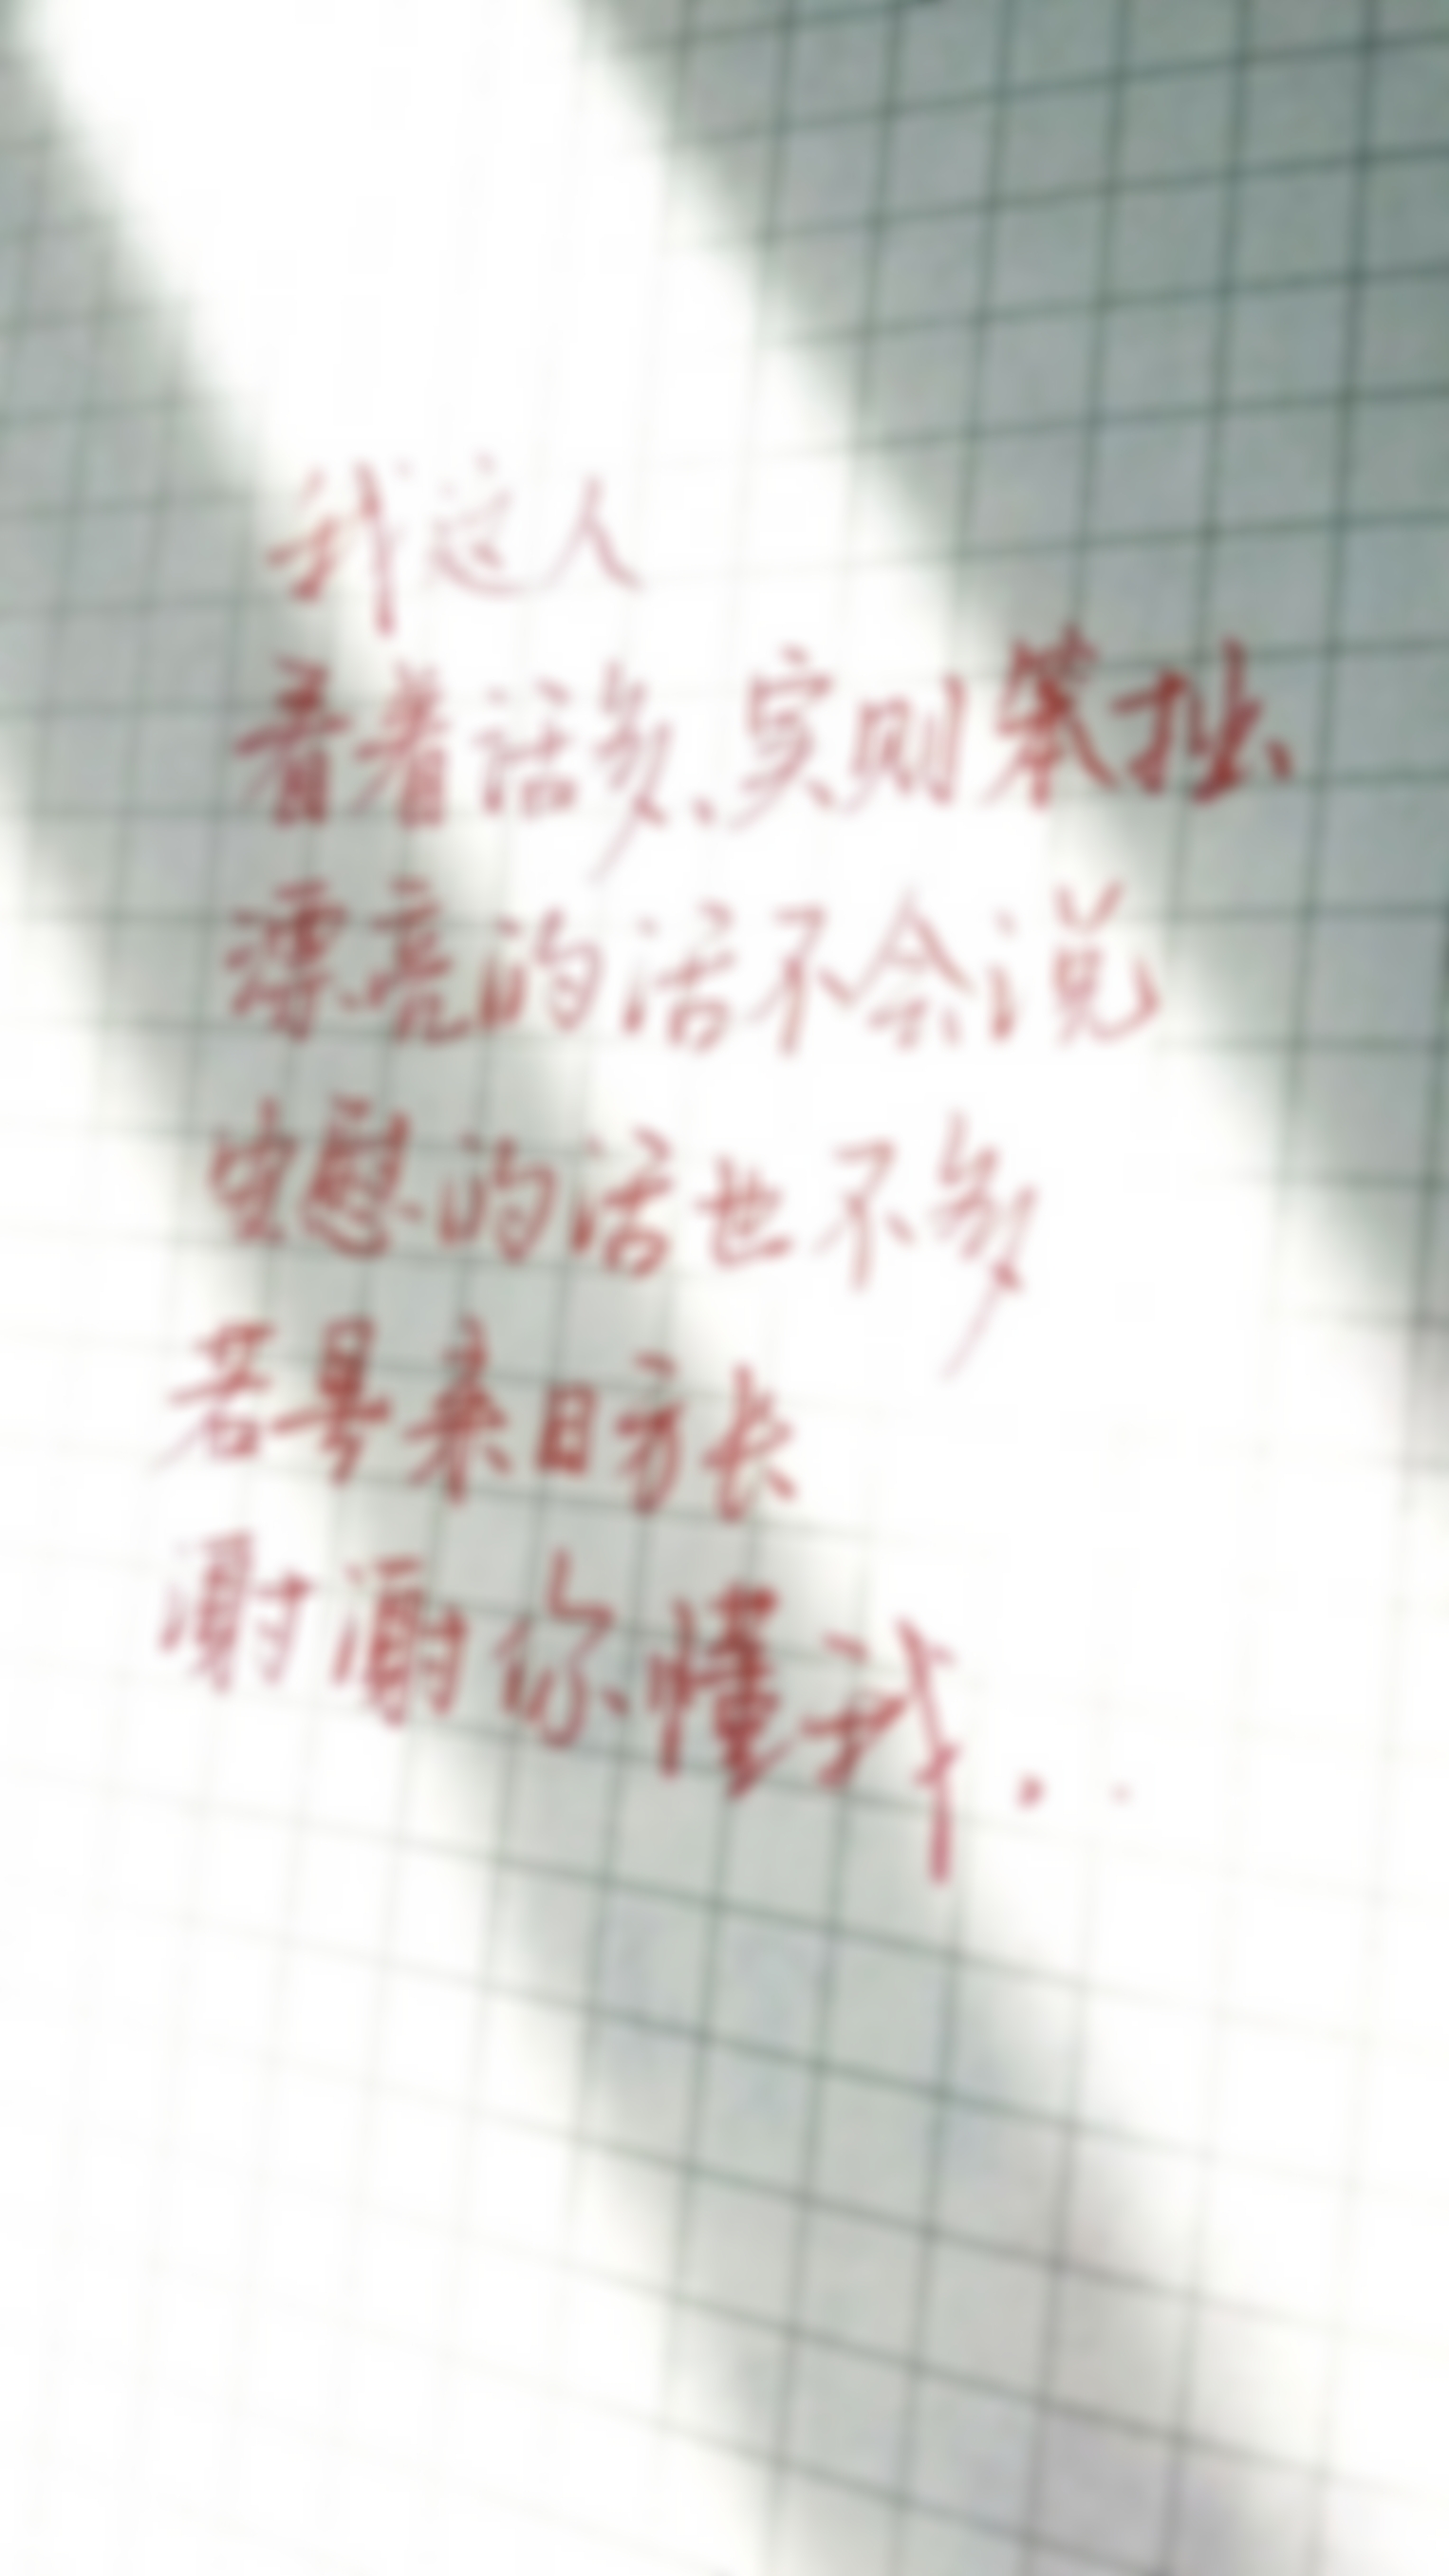 我这人
看着话多、实则笨拙、
漂亮的话不会说
安慰的话也不多
若是来日方长
谢谢你懂我..